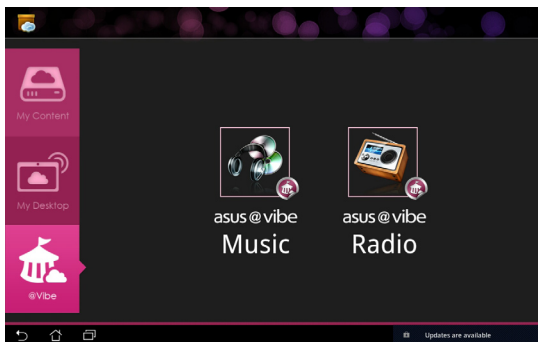 My Content
My Desktop
@Vibe
asus@vibe
Music
asus@vibe
Radio
Updates are available